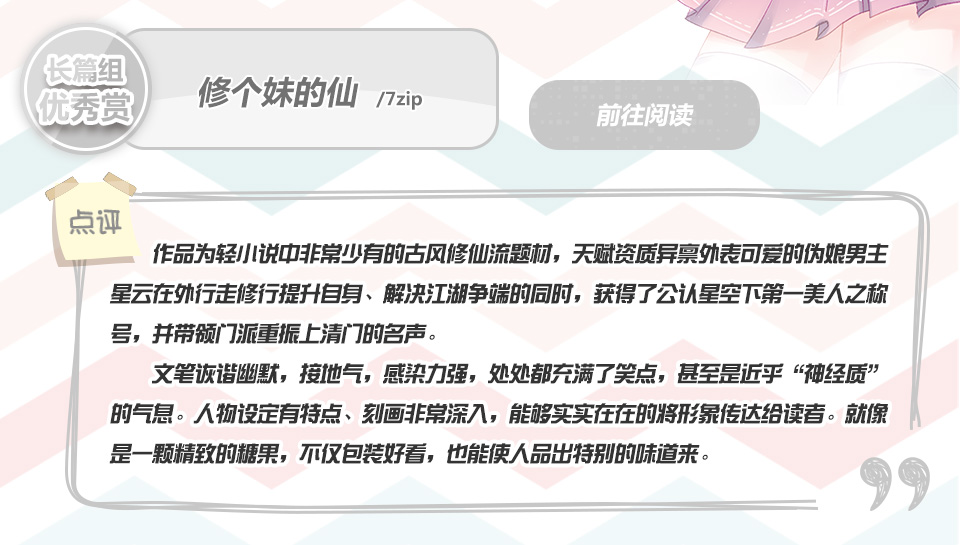 长篇组
优秀赏
修个妹的仙 /7zip
前往阅读
点评
作品为轻小说中非常少有的古风修仙流题材，天赋资质异禀外表可爱的伪娘男主
星云在外行走修行提升自身、解决江湖争端的同时，获得了公认星空下第一美人之称
号，并带领门派重振上清门的名声。
文笔诙谐幽默，接地气，感染力强，处处都充满了笑点，甚至是近乎“神经质”
的气息。人物设定有特点、刻画非常深入，能够实实在在的将形象传达给读者。就像
是一颗精致的糖果，不仅包装好看，也能使人品出特别的味道来。